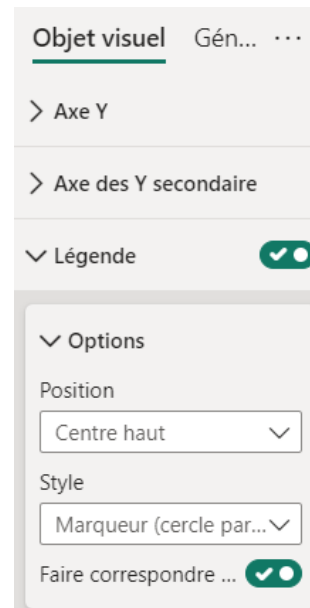 Objet visuel Gén... ...
Axe Y
Axe des Y secondaire
Légende
Options
Position
Centre haut
Style
Marqueur (cercle par...
Faire correspondre ...